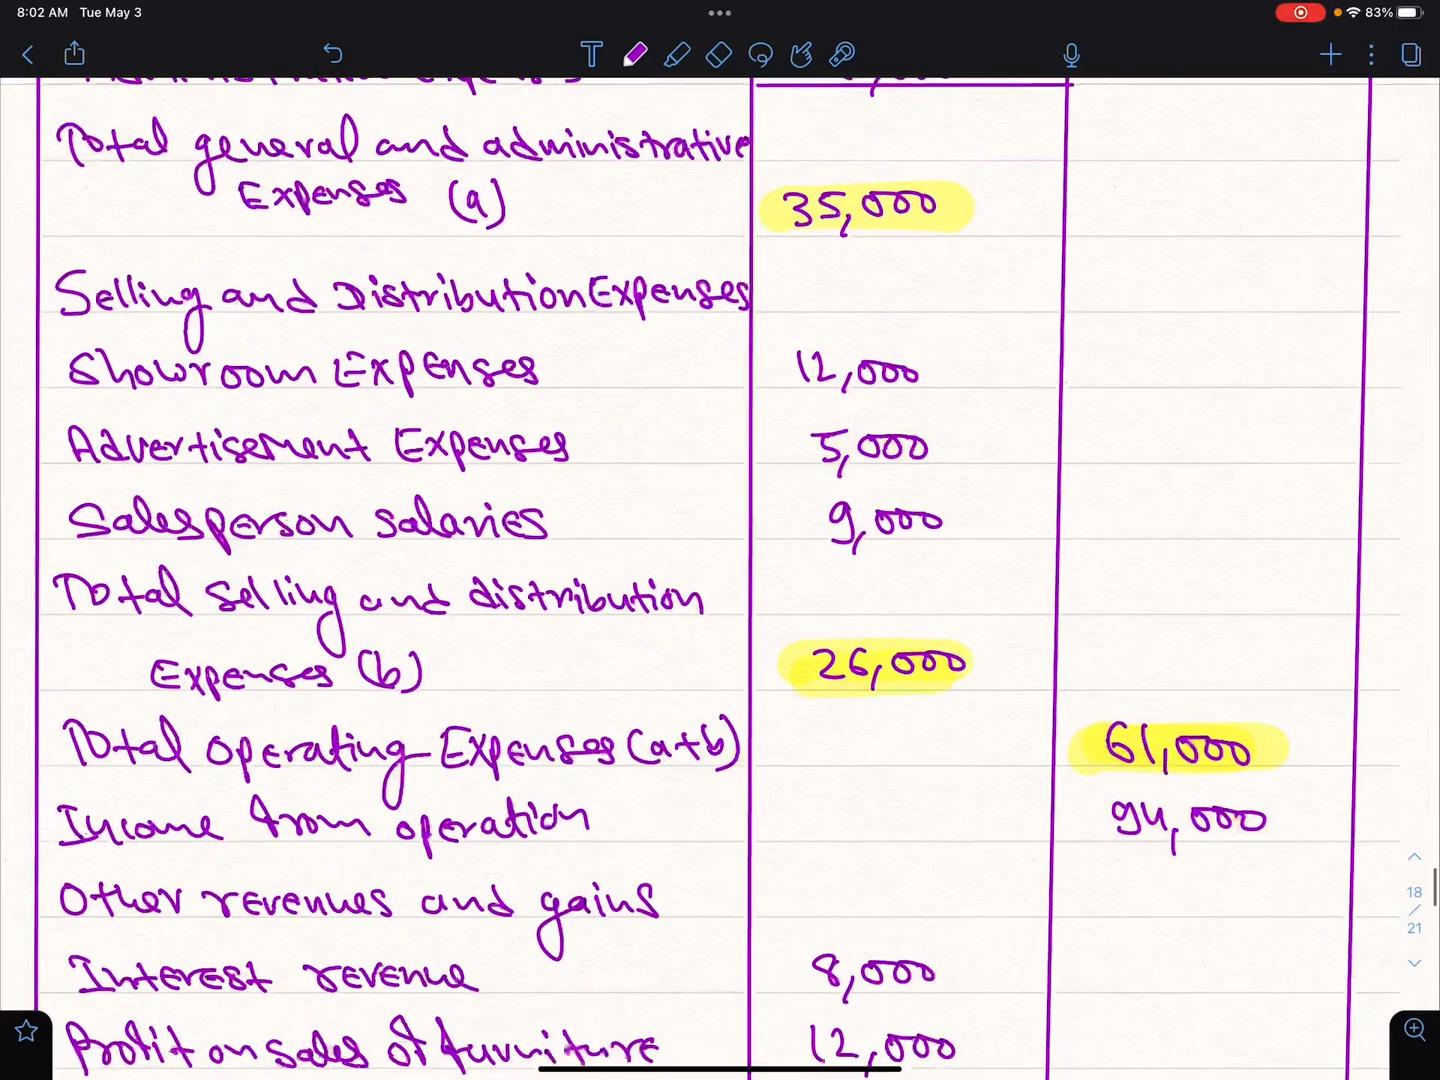 8:02 AM Tue May 3
83%
Total general and administrative
Expenses (a) 35,000
Selling and Distribution Expenses
Showroom Expenses 12,000
Advertisement Expenses 5,000
Salesperson salaries 9,000
Total selling and distribution
Expenses (b) 26,000
Total operating Expenses (a+b) 61,000
Income from operation 94,000
Other revenues and gains
Interest revenue 8,000
Profit on sales of furniture 12,000
18
/
21